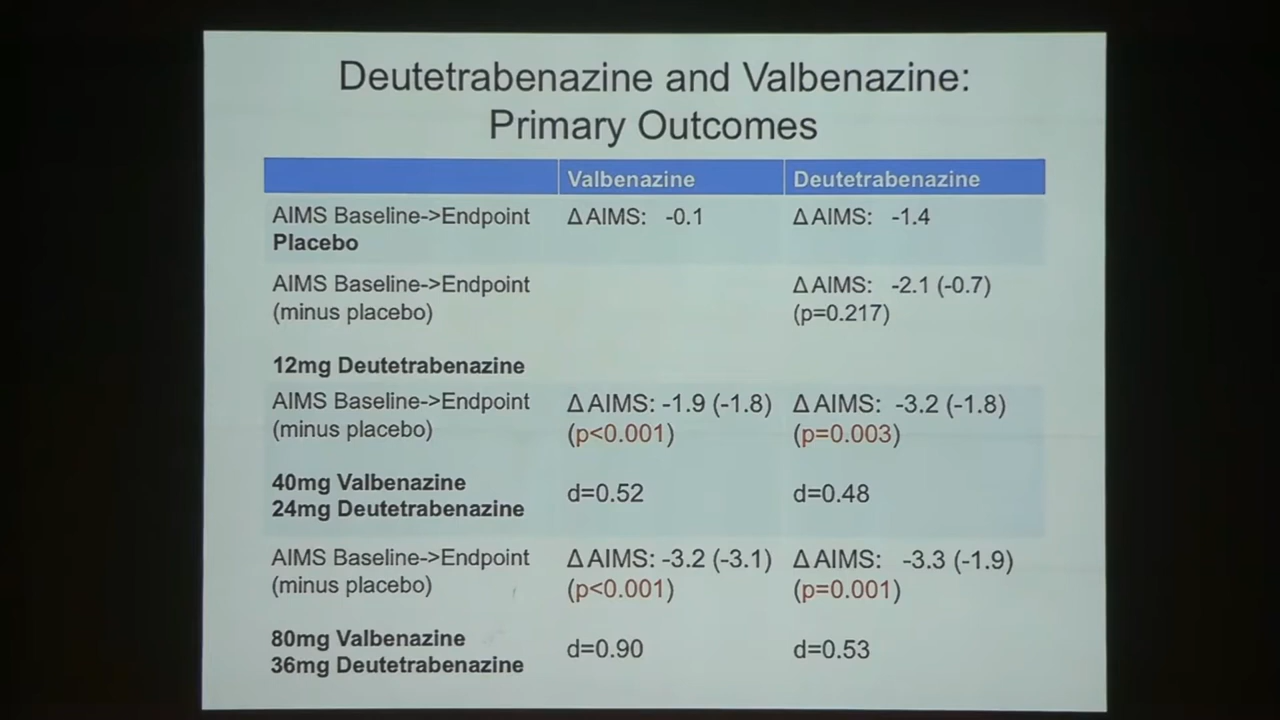 Deutetrabenazine and Valbenazine:
Primary Outcomes
Valbenazine Deutetrabenazine
AIMS Baseline->Endpoint Δ AIMS: -0.1 Δ AIMS: -1.4
Placebo
AIMS Baseline->Endpoint Δ AIMS: -2.1 (-0.7)
(minus placebo) (p=0.217)
12mg Deutetrabenazine
AIMS Baseline->Endpoint Δ AIMS: -1.9 (-1.8) Δ AIMS: -3.2 (-1.8)
(minus placebo) (p<0.001) (p=0.003)
40mg Valbenazine d=0.52 d=0.48
24mg Deutetrabenazine
AIMS Baseline->Endpoint Δ AIMS: -3.2 (-3.1) Δ AIMS: -3.3 (-1.9)
(minus placebo) (p<0.001) (p=0.001)
80mg Valbenazine d=0.90 d=0.53
36mg Deutetrabenazine